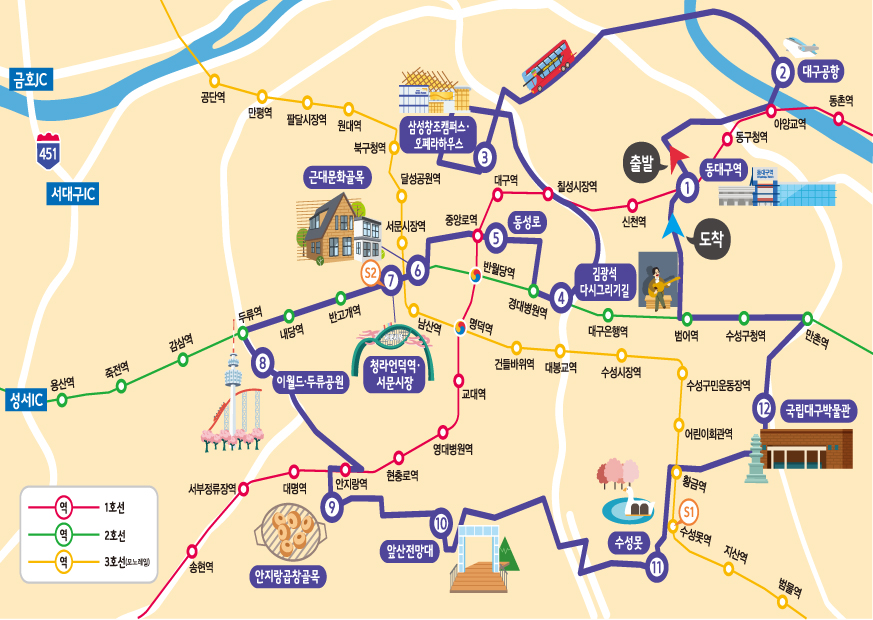 금호JC
451
서대구IC
성서IC
공단역
만평역
팔달시장역
원대역
북구청역
달성공원역
서문시장역
삼성창조캠퍼스·
오페라하우스
3
2
대구공항
동촌역
아양교역
동구청역
출발
1
동대구역
도착
신천역
칠성시장역
대구역
중앙로역
5
동성로
근대문화골목
6
S2
7
청라언덕역·
서문시장
반월당역
경대병원역
4
김광석
다시그리기길
대구은행역
범어역
수성구청역
만촌역
두류역
내당역
반고개역
감삼역
죽전역
용산역
남산역
명덕역
건들바위역
대봉교역
수성시장역
수성구민운동장역
어린이회관역
황금역
S1
수성못역
지산역
범물역
8
이월드·두류공원
교대역
영대병원역
현충로역
안지랑역
대명역
서부정류장역
송현역
9
안지랑곱창골목
10
앞산전망대
수성못
11
12
국립대구박물관
역 1호선
역 2호선
역 3호선(모노레일)